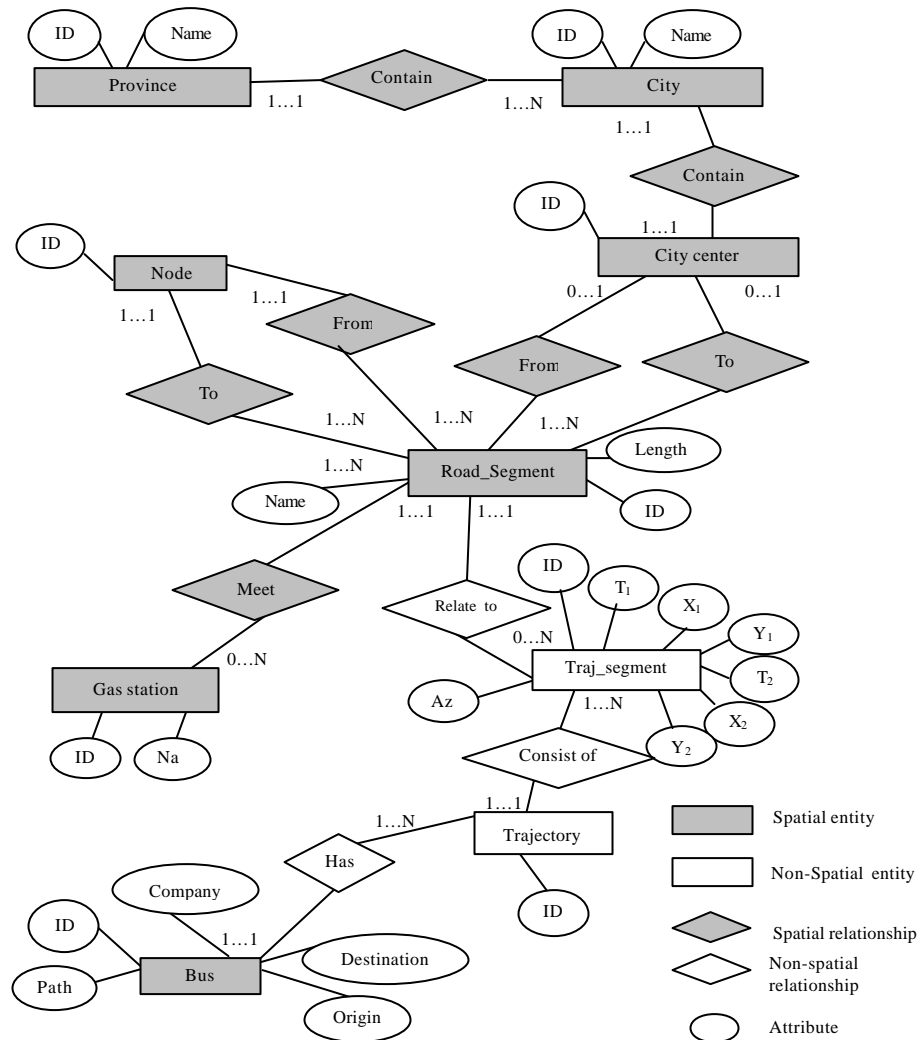 ID
Name
ID
Name
Province
Contain
City
1…1
1…N
1…1
Contain
ID
ID
1…1
City center
Node
1…1
0…1
0…1
1…1
From
From
To
To
1…N
1…N
1…N
Length
1…N
Road_Segment
Name
1…1
1…1
ID
ID
T1
X1
Meet
Relate to
Y1
0…N
0…N
Traj_segment
T2
Gas station
Az
1…N
X2
ID
Na
Consist of
Y2
1…1
1…N
Trajectory
Spatial entity
Has
Non-Spatial entity
Company
ID
ID
1…1
Spatial relationship
Destination
Bus
Path
Non-spatial
relationship
Origin
Attribute